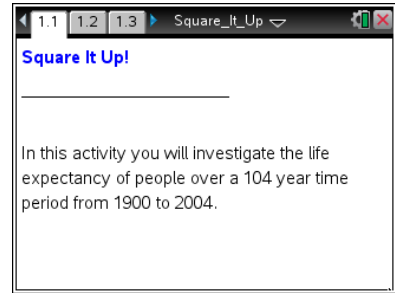 1.1 1.2 1.3 Square_It_Up
Square It Up!
In this activity you will investigate the life
expectancy of people over a 104 year time
period from 1900 to 2004.